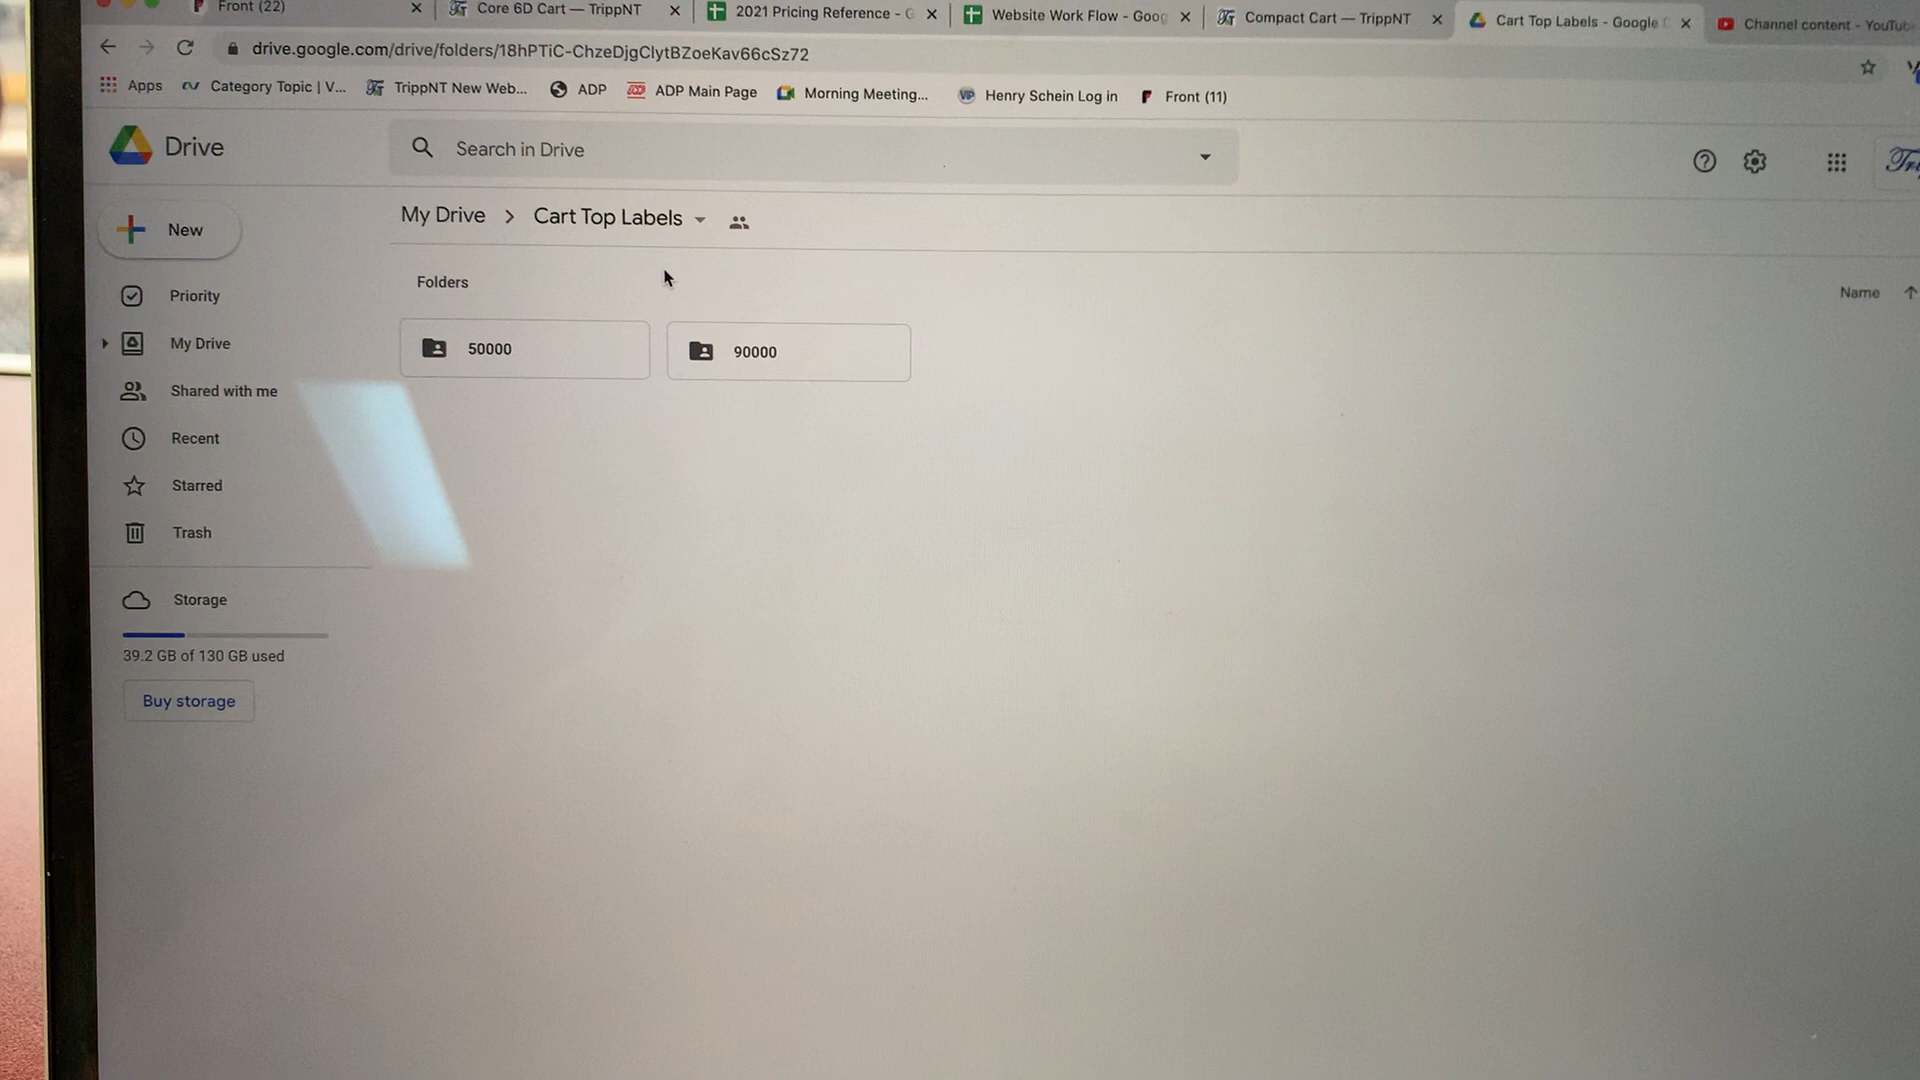 Front (22)
Core 6D Cart — TrippNT
2021 Pricing Reference - G
Website Work Flow - Goog
Compact Cart — TrippNT
Cart Top Labels - Google
Channel content - YouTub
drive.google.com/drive/folders/18hPTiC-ChzeDjgClytBZoeKav66cSz72
Apps
Category Topic | V...
TrippNT New Web...
ADP
ADP Main Page
Morning Meeting...
Henry Schein Log in
Front (11)
Drive
Search in Drive
New
My Drive > Cart Top Labels
Folders
Name
50000
90000
Priority
My Drive
Shared with me
Recent
Starred
Trash
Storage
39.2 GB of 130 GB used
Buy storage